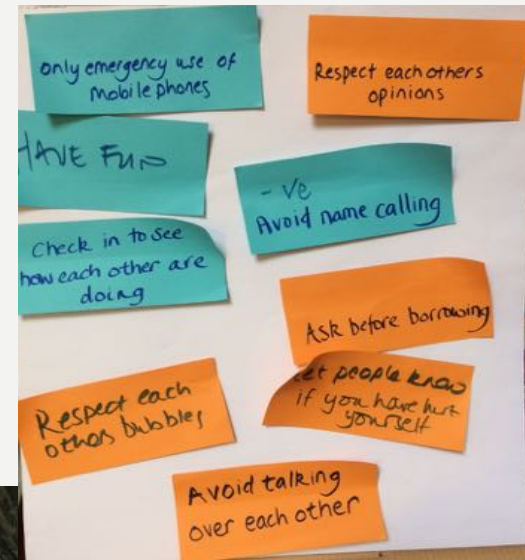 only emergency use of
mobile phones
Respect each others
opinions
HAVE FUN
- ve
Avoid name calling
Check in to see
how each other are
doing
Ask before borrowing
Let people know
if you have hurt
yourself
Respect each
others bubbles
Avoid talking
over each other